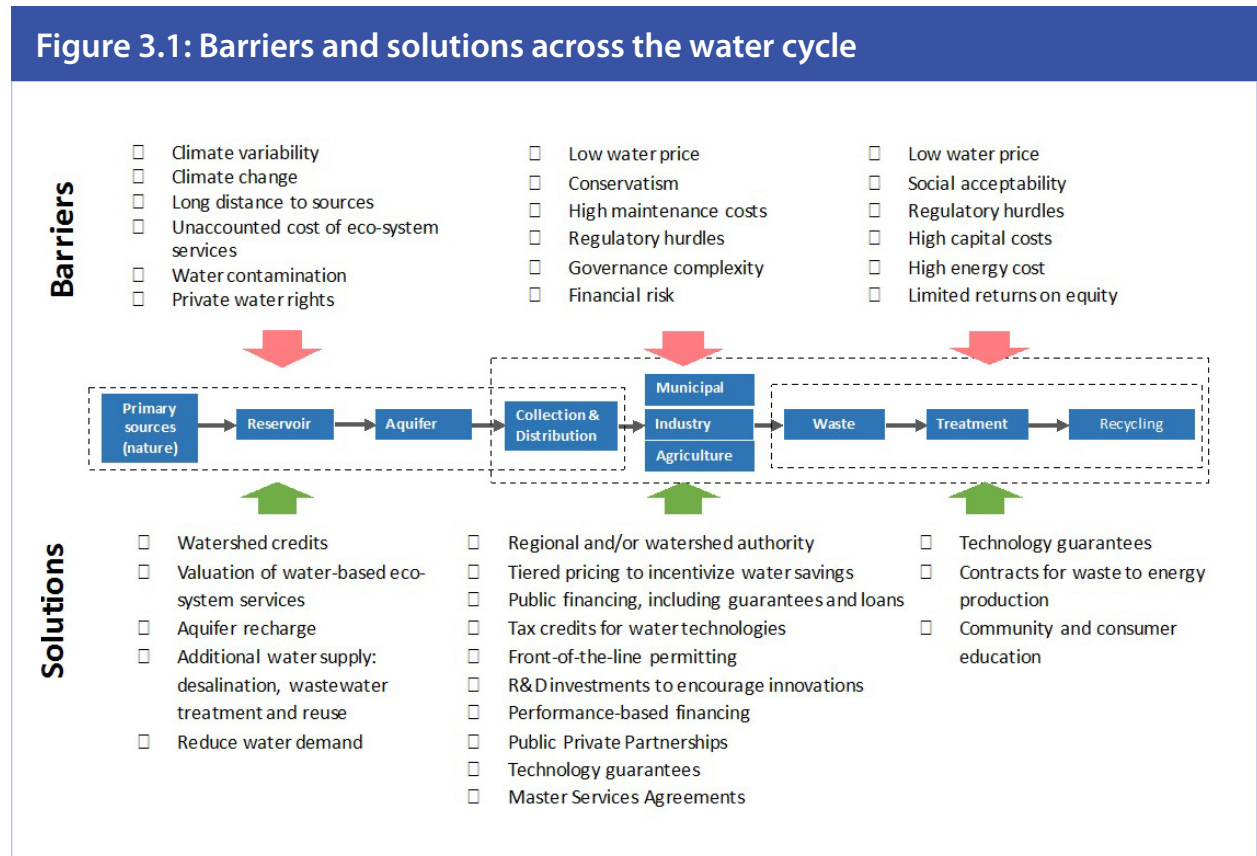 Figure 3.1: Barriers and solutions across the water cycle
Barriers
Climate variability
Climate change
Long distance to sources
Unaccounted cost of eco-system
services
Water contamination
Private water rights
Low water price
Conservatism
High maintenance costs
Regulatory hurdles
Governance complexity
Financial risk
Low water price
Social acceptability
Regulatory hurdles
High capital costs
High energy cost
Limited returns on equity
Primary
sources
(nature)
Reservoir
Aquifer
Collection &
Distribution
Municipal
Industry
Agriculture
Waste
Treatment
Recycling
Solutions
Watershed credits
Valuation of water-based eco-
system services
Aquifer recharge
Additional water supply:
desalination, wastewater
treatment and reuse
Reduce water demand
Regional and/or watershed authority
Tiered pricing to incentivize water savings
Public financing, including guarantees and loans
Tax credits for water technologies
Front-of-the-line permitting
R&D investments to encourage innovations
Performance-based financing
Public Private Partnerships
Technology guarantees
Master Services Agreements
Technology guarantees
Contracts for waste to energy
production
Community and consumer
education